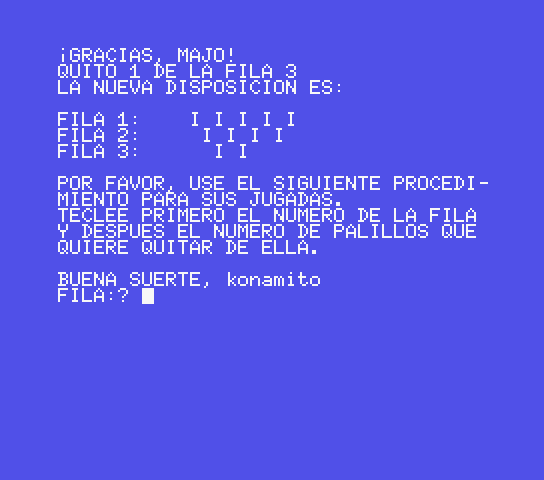 ¡GRACIAS, MAJO!
QUITO 1 DE LA FILA 3
LA NUEVA DISPOSICION ES:
FILA 1: I I I I I
FILA 2: I I I I
FILA 3: I I
POR FAVOR, USE EL SIGUIENTE PROCEDI-
MIENTO PARA SUS JUGADAS.
TECLEE PRIMERO EL NUMERO DE LA FILA
Y DESPUES EL NUMERO DE PALILLOS QUE
QUIERE QUITAR DE ELLA.
BUENA SUERTE, konamito
FILA:?